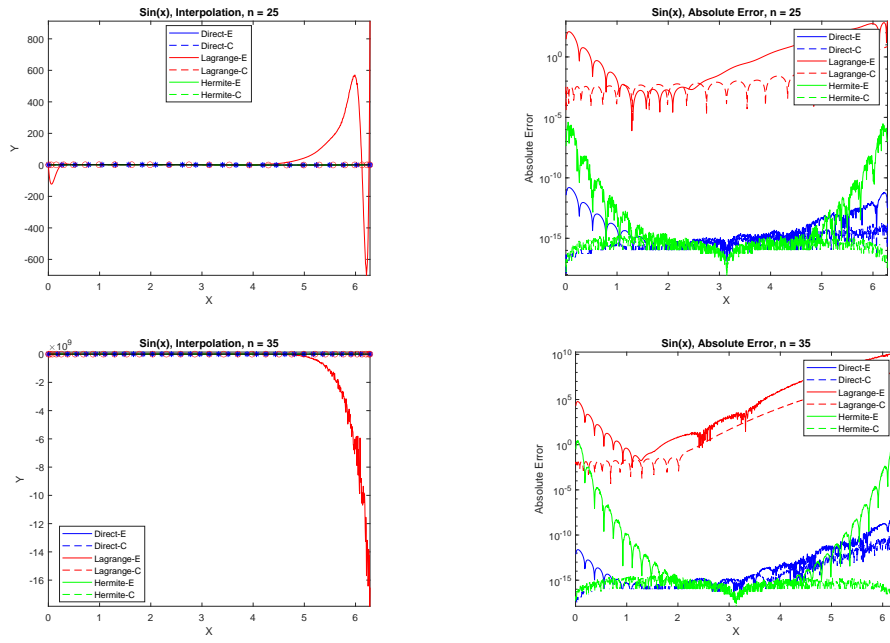 Sin(x), Interpolation, n = 25
800
600
400
200
0
-200
-400
-600
Y
0 1 2 3 4 5 6
X
Direct-E
Direct-C
Lagrange-E
Lagrange-C
Hermite-E
Hermite-C
Sin(x), Absolute Error, n = 25
10^0
10^-5
10^-10
10^-15
Absolute Error
0 1 2 3 4 5 6
X
Direct-E
Direct-C
Lagrange-E
Lagrange-C
Hermite-E
Hermite-C
Sin(x), Interpolation, n = 35
×10^9
0
-2
-4
-6
-8
-10
-12
-14
-16
Y
0 1 2 3 4 5 6
X
Direct-E
Direct-C
Lagrange-E
Lagrange-C
Hermite-E
Hermite-C
Sin(x), Absolute Error, n = 35
10^10
10^5
10^0
10^-5
10^-10
10^-15
Absolute Error
0 1 2 3 4 5 6
X
Direct-E
Direct-C
Lagrange-E
Lagrange-C
Hermite-E
Hermite-C